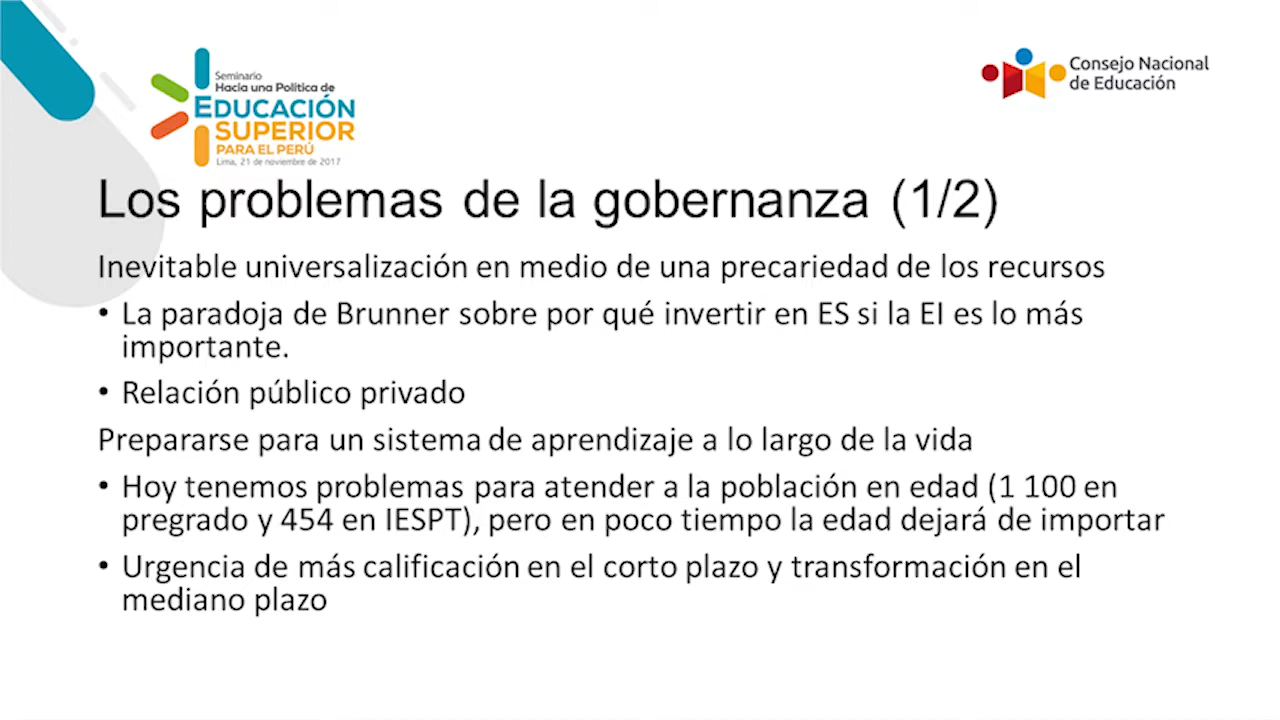 Seminario
Hacia una Política de
EDUCACIÓN
SUPERIOR
PARA EL PERÚ
Lima, 21 de noviembre de 2017
Consejo Nacional
de Educación
Los problemas de la gobernanza (1/2)
Inevitable universalización en medio de una precariedad de los recursos
• La paradoja de Brunner sobre por qué invertir en ES si la EI es lo más
importante.
• Relación público privado
Prepararse para un sistema de aprendizaje a lo largo de la vida
• Hoy tenemos problemas para atender a la población en edad (1 100 en
pregrado y 454 en IESPT), pero en poco tiempo la edad dejará de importar
• Urgencia de más calificación en el corto plazo y transformación en el
mediano plazo